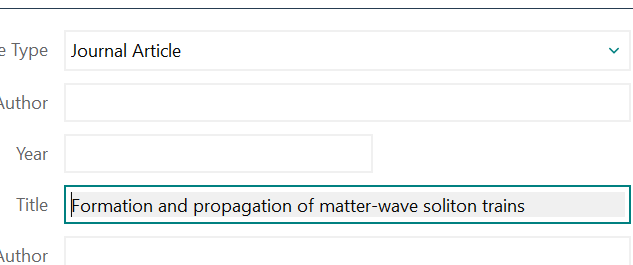 e Type Journal Article
Author
Year
Title Formation and propagation of matter-wave soliton trains
Author